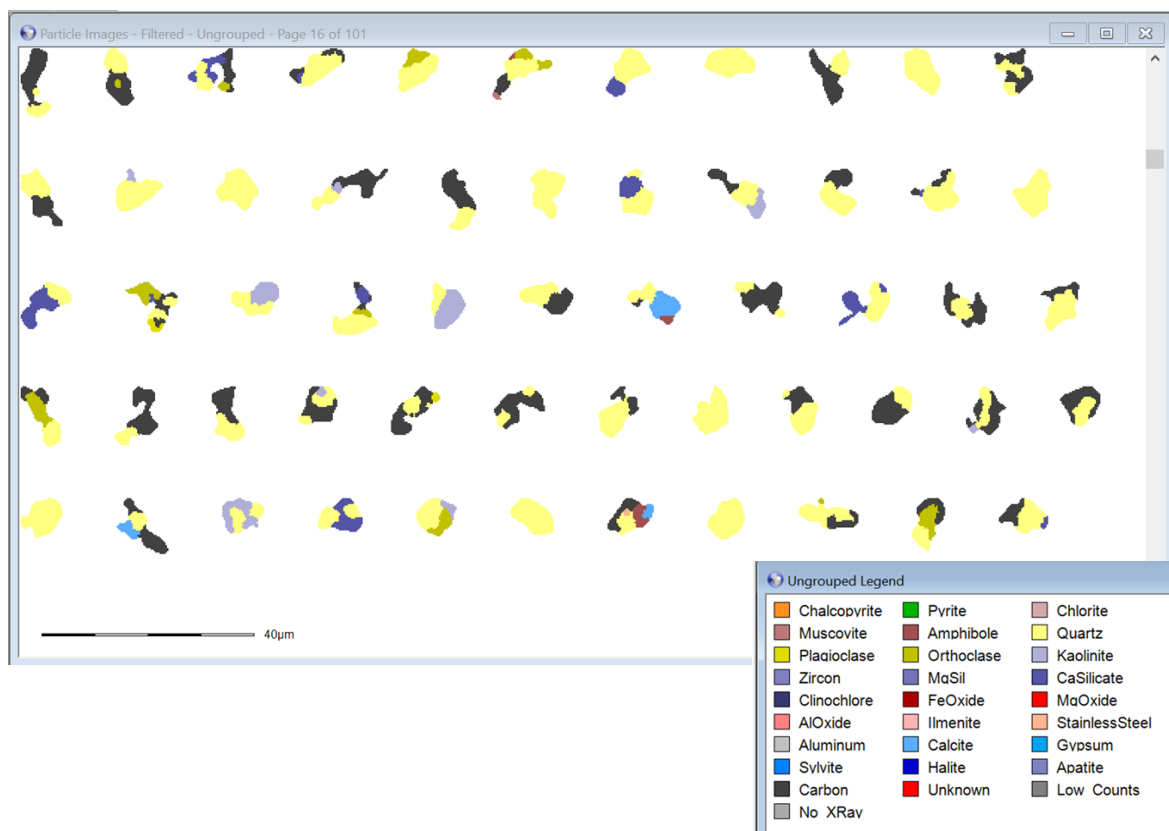 Particle Images - Filtered - Ungrouped - Page 16 of 101
40µm
Ungrouped Legend
Chalcopyrite Pyrite Chlorite
Muscovite Amphibole Quartz
Plagioclase Orthoclase Kaolinite
Zircon MgSil CaSilicate
Clinochlore FeOxide MgOxide
AlOxide Ilmenite StainlessSteel
Aluminum Calcite Gypsum
Sylvite Halite Apatite
Carbon Unknown Low Counts
No XRay